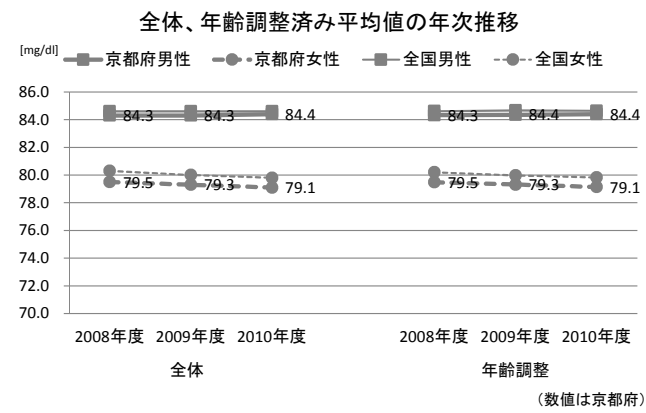 全体、年齢調整済み平均値の年次推移
[mg/dl]
京都府男性 京都府女性 全国男性 全国女性
86.0
84.0
82.0
80.0
78.0
76.0
74.0
72.0
70.0
84.3 84.3 84.4 84.3 84.4 84.4
79.5 79.3 79.1 79.5 79.3 79.1
2008年度 2009年度 2010年度 2008年度 2009年度 2010年度
全体 年齢調整
（数値は京都府）